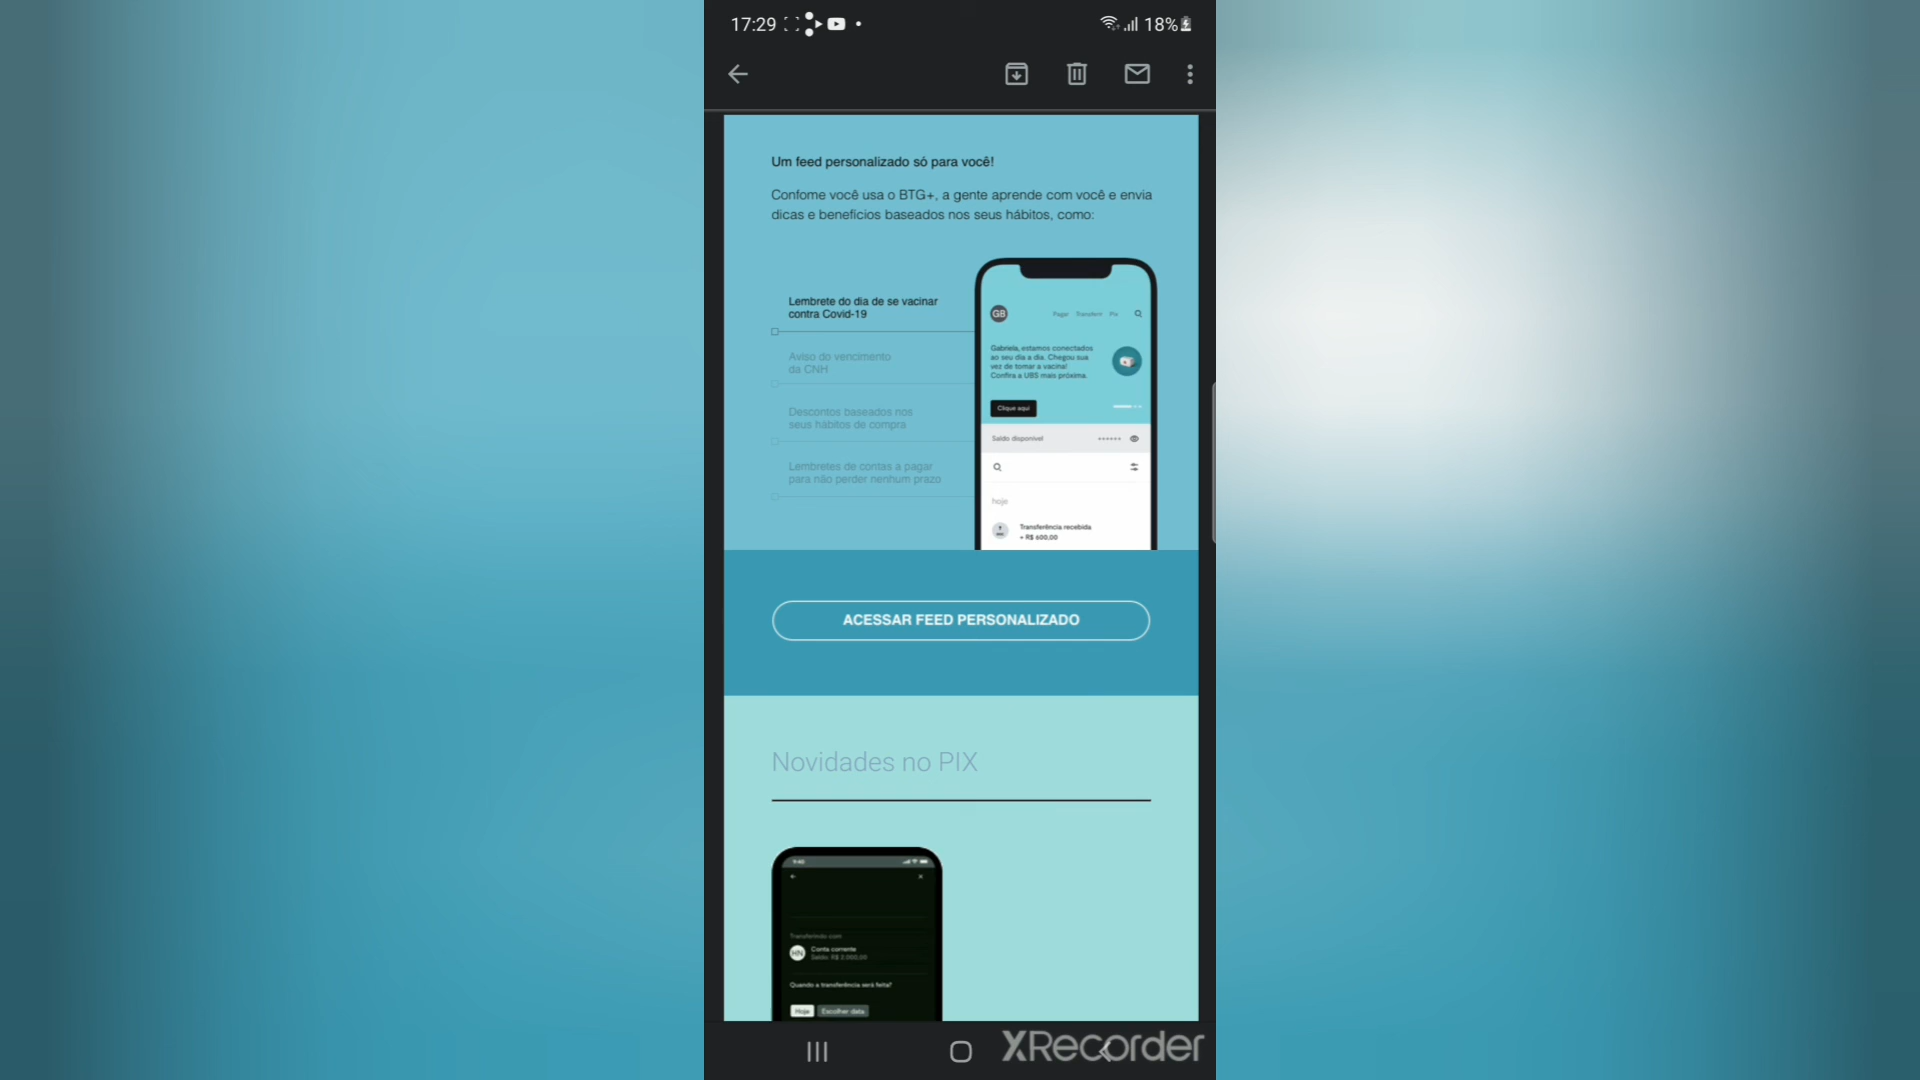 17:29
18%
Um feed personalizado só para você!
Confome você usa o BTG+, a gente aprende com você e envia
dicas e benefícios baseados nos seus hábitos, como:
Lembrete do dia de se vacinar
contra Covid-19
Aviso do vencimento
da CNH
Descontos baseados nos
seus hábitos de compra
Lembretes de contas a pagar
para não perder nenhum prazo
GB
Pagar Transferir Pix
Gabriela, estamos conectados
ao seu dia a dia. Chegou sua
vez de tomar a vacina!
Confira a UBS mais próxima.
Clique aqui
Saldo disponível
hoje
Transferência recebida
+ R$ 600,00
ACESSAR FEED PERSONALIZADO
Novidades no PIX
9:40
Transferindo com
HN
Conta corrente
Saldo: R$ 2.000,00
Quando a transferência será feita?
Hoje
Escolher data
XRecorder